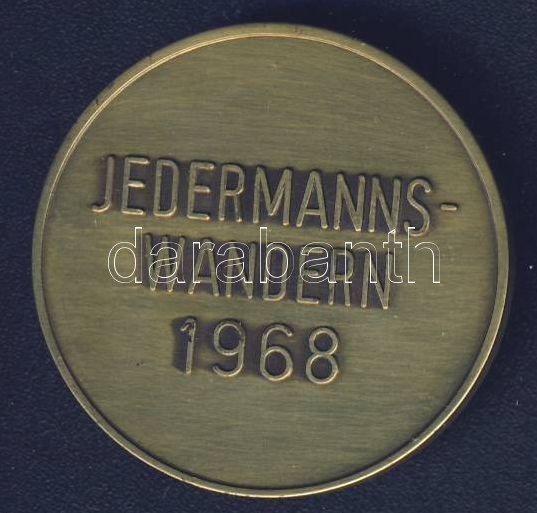 JEDERMANNS-
WANDERN
darabanth
1968